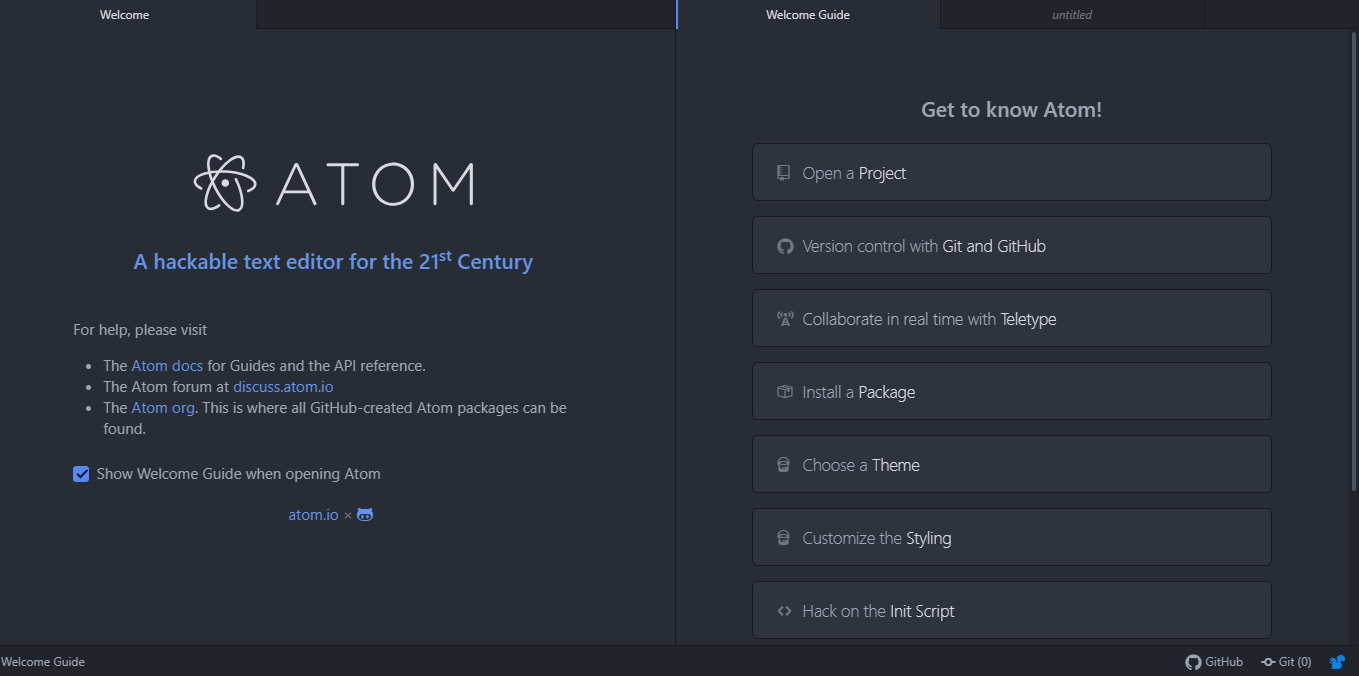 Welcome
Welcome Guide
untitled
ATOM
A hackable text editor for the 21st Century
For help, please visit
The Atom docs for Guides and the API reference.
The Atom forum at discuss.atom.io
The Atom org. This is where all GitHub-created Atom packages can be
found.
Show Welcome Guide when opening Atom
atom.io ×
Get to know Atom!
Open a Project
Version control with Git and GitHub
Collaborate in real time with Teletype
Install a Package
Choose a Theme
Customize the Styling
Hack on the Init Script
Welcome Guide
GitHub
Git (0)